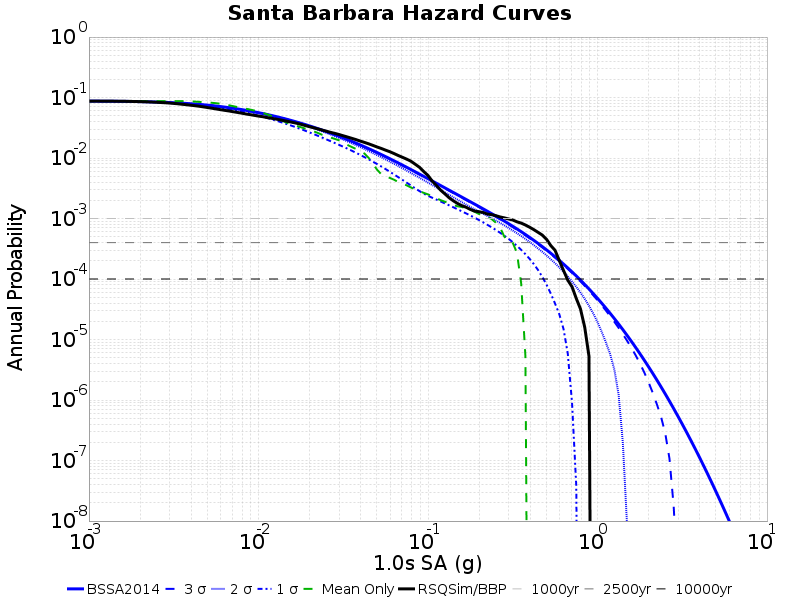 Santa Barbara Hazard Curves
Annual Probability
10^0
10^-1
10^-2
10^-3
10^-4
10^-5
10^-6
10^-7
10^-8
10^-3 10^-2 10^-1 10^0 10^1
1.0s SA (g)
BSSA2014 3 σ 2 σ 1 σ Mean Only RSQSim/BBP 1000yr 2500yr 10000yr